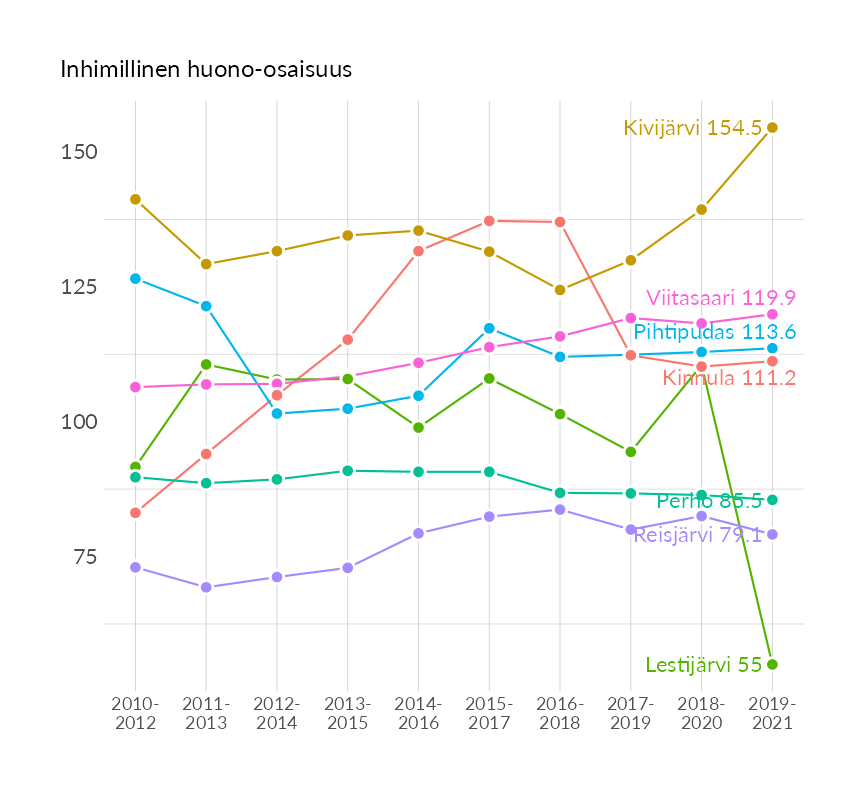 Inhimillinen huono-osaisuus
Kivijärvi 154.5
150
125
Viitasaari 119.9
Pihtipudas 113.6
Kinnula 111.2
100
Perho 85.5
Reisjärvi 79.1
75
Lestijärvi 55
2010- 2011- 2012- 2013- 2014- 2015- 2016- 2017- 2018- 2019-
2012 2013 2014 2015 2016 2017 2018 2019 2020 2021